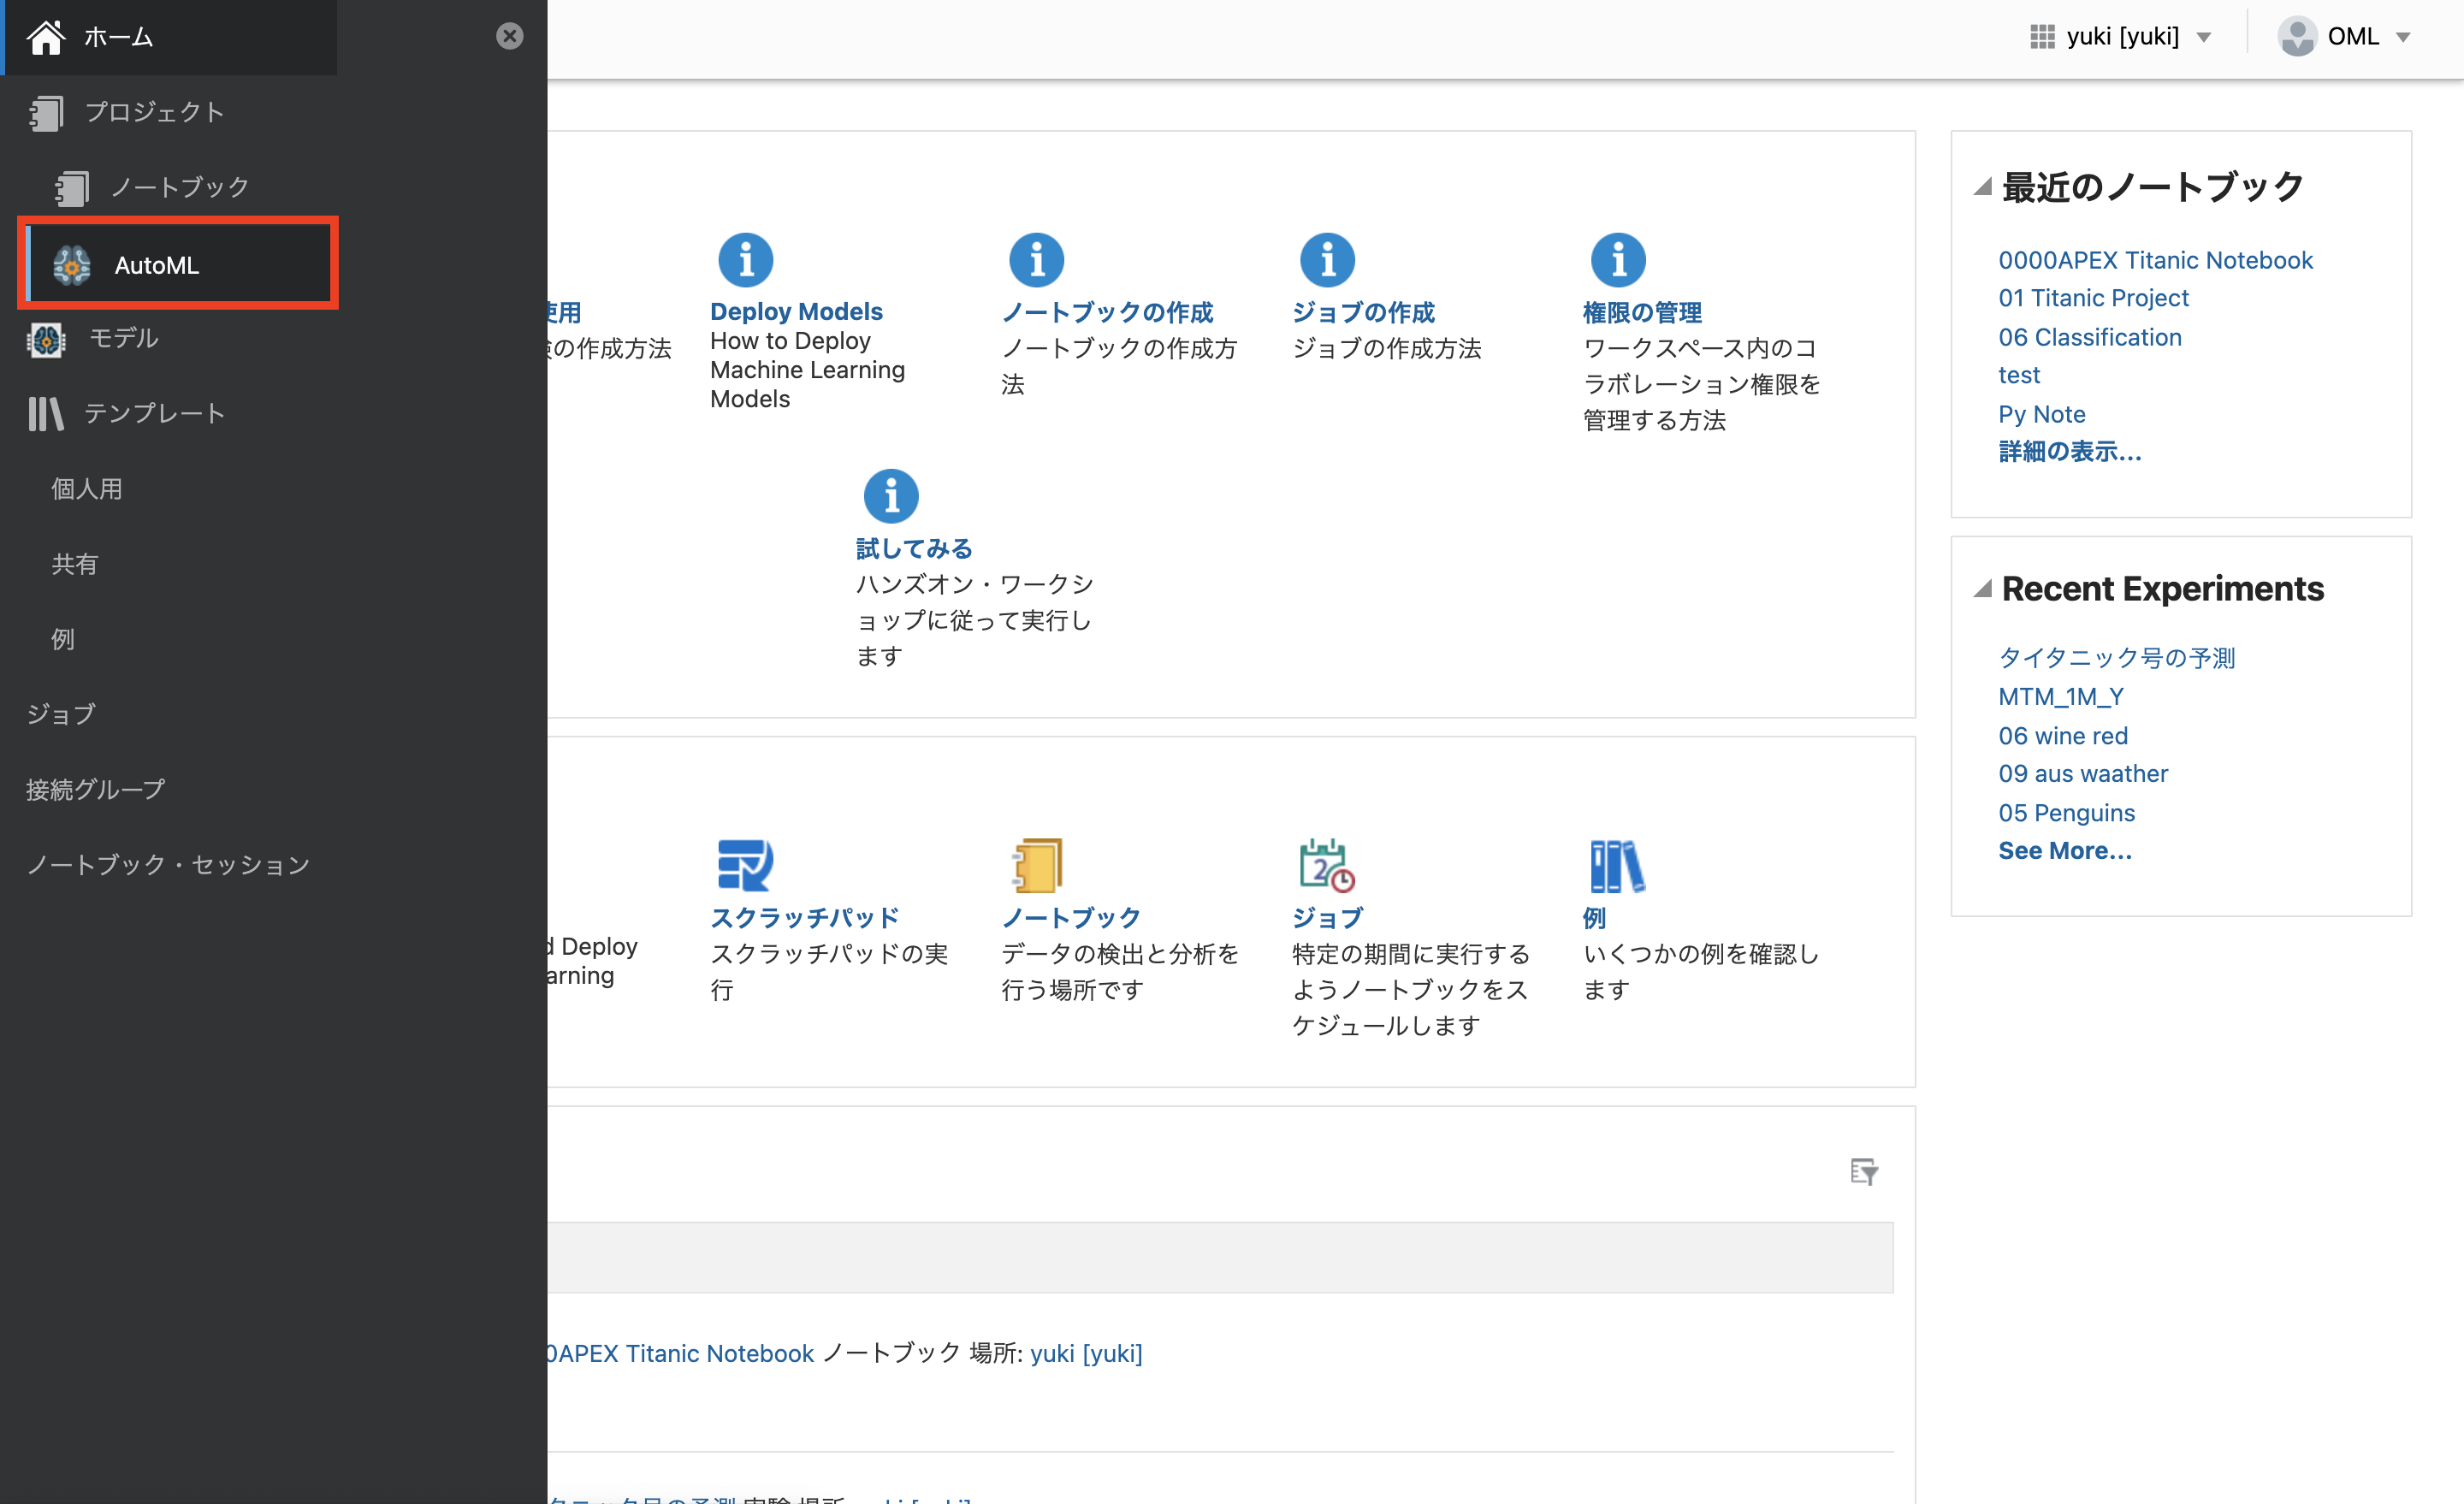 ホーム
プロジェクト
ノートブック
AutoML
モデル
テンプレート
個人用
共有
例
ジョブ
接続グループ
ノートブック・セッション
yuki [yuki]
OML
使用
の作成方法
Deploy Models
How to Deploy
Machine Learning
Models
ノートブックの作成
ノートブックの作成方
法
ジョブの作成
ジョブの作成方法
権限の管理
ワークスペース内のコ
ラボレーション権限を
管理する方法
試してみる
ハンズオン・ワークシ
ョップに従って実行し
ます
d Deploy
arning
スクラッチパッド
スクラッチパッドの実
行
ノートブック
データの検出と分析を
行う場所です
ジョブ
特定の期間に実行する
ようノートブックをス
ケジュールします
例
いくつかの例を確認し
ます
0APEX Titanic Notebook ノートブック 場所: yuki [yuki]
最近のノートブック
0000APEX Titanic Notebook
01 Titanic Project
06 Classification
test
Py Note
詳細の表示...
Recent Experiments
タイタニック号の予測
MTM_1M_Y
06 wine red
09 aus waather
05 Penguins
See More...